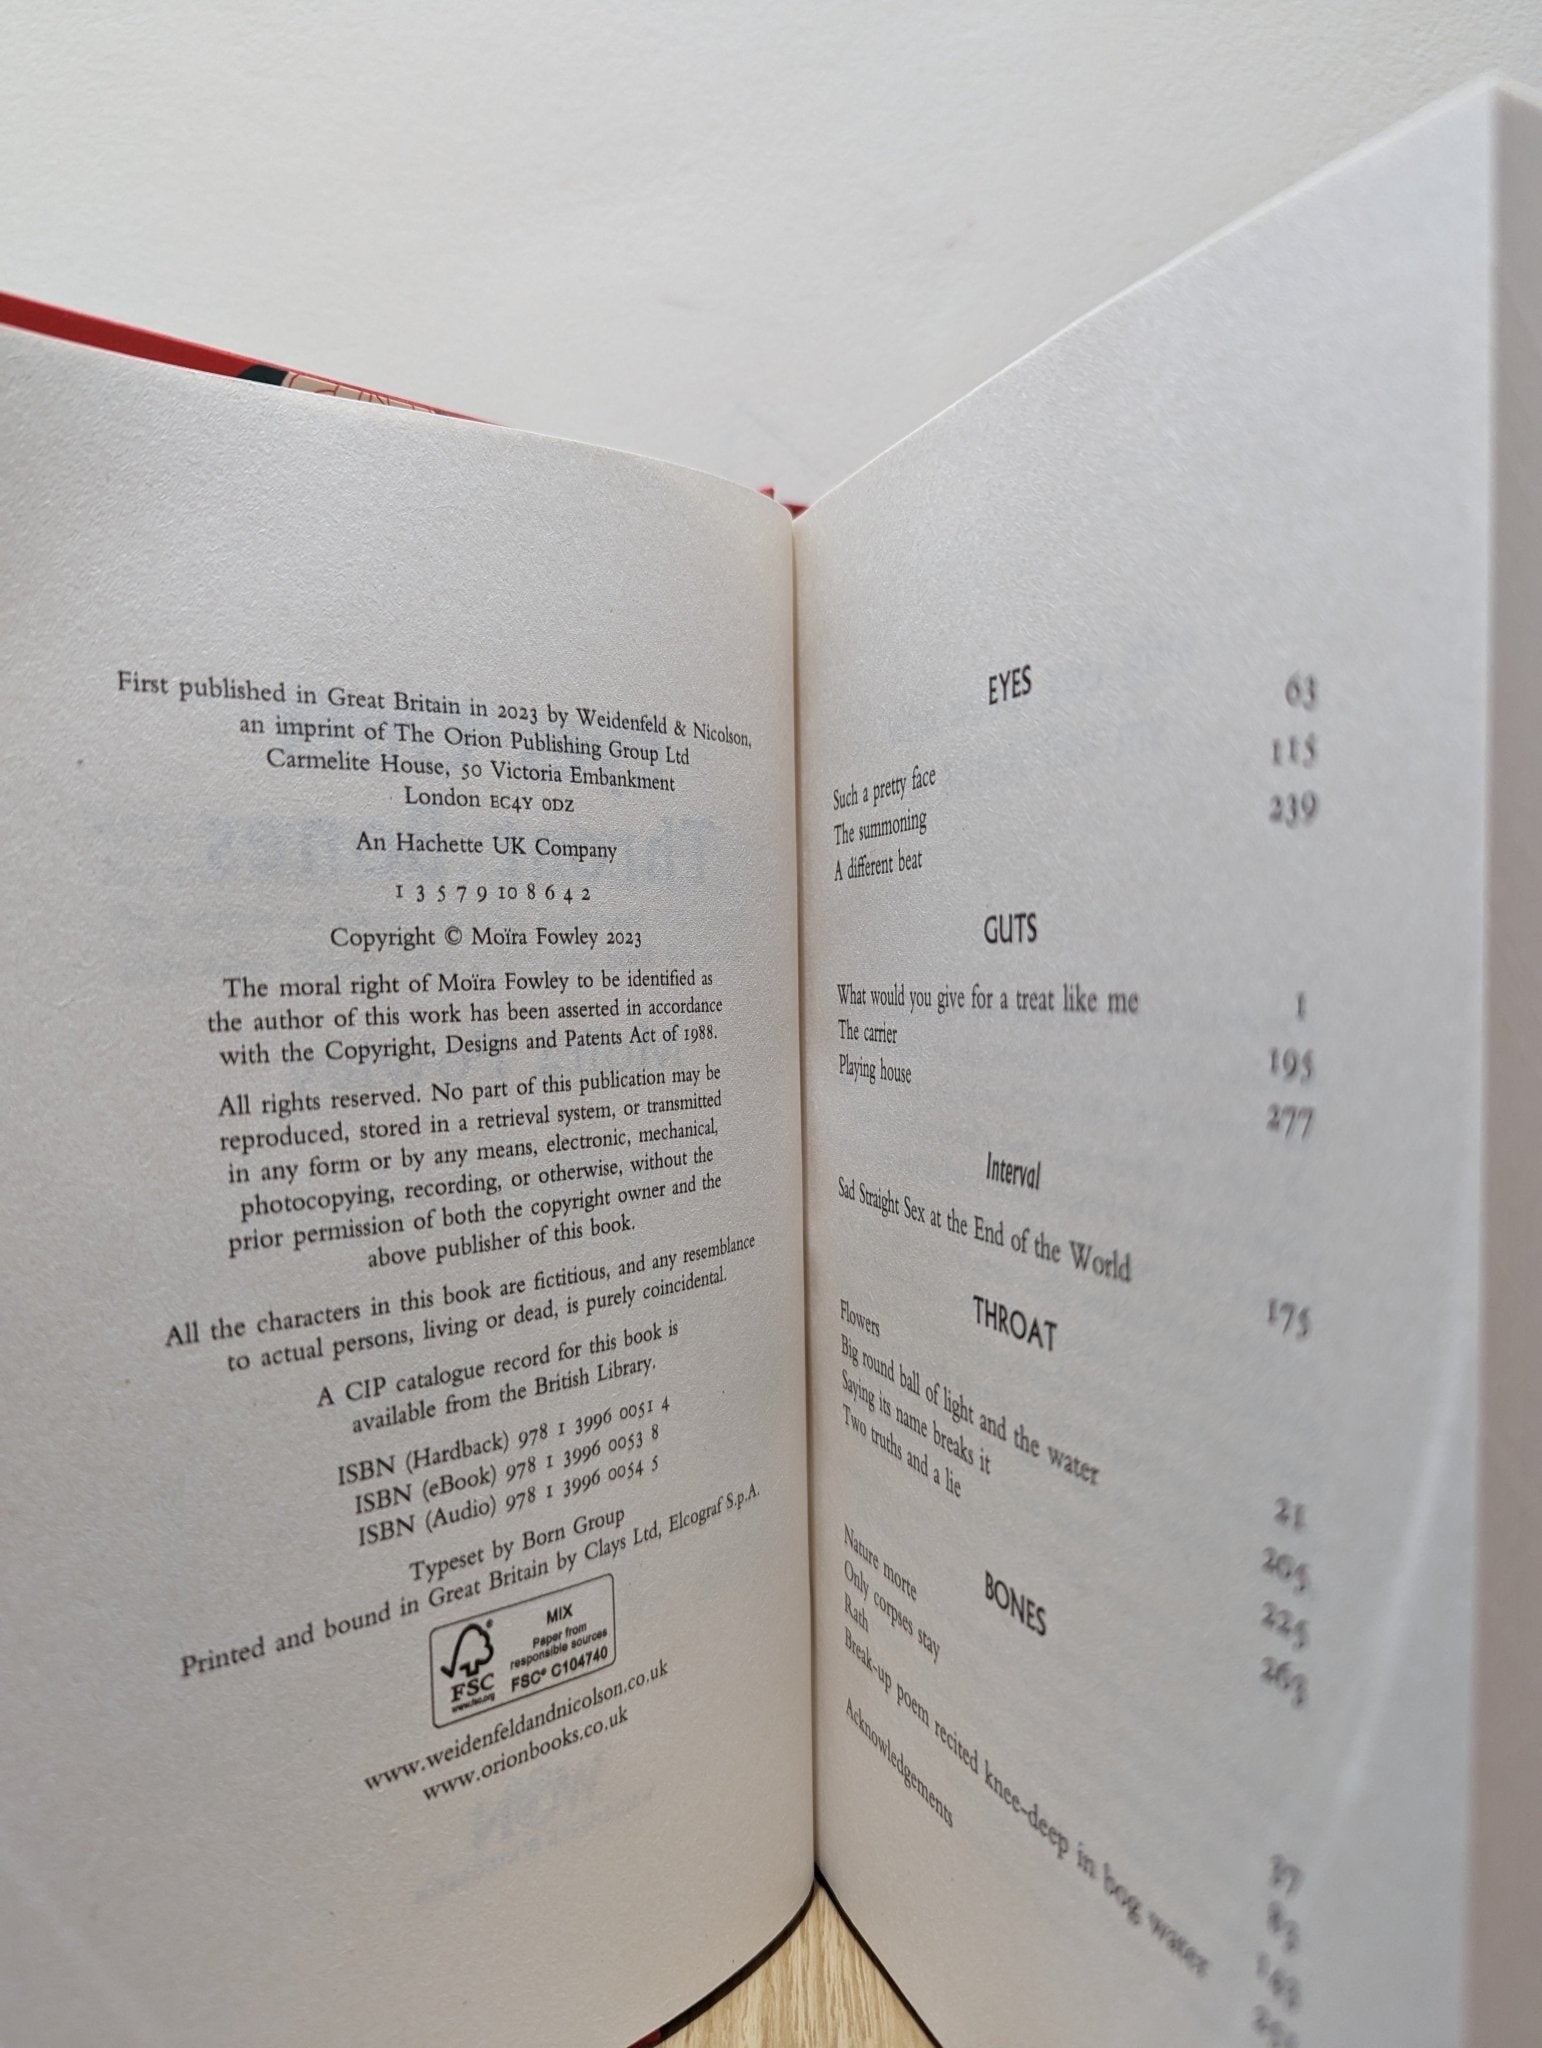 First published in Great Britain in 2023 by Weidenfeld & Nicolson,
an imprint of The Orion Publishing Group Ltd
Carmelite House, 50 Victoria Embankment
London EC4Y 0DZ
An Hachette UK Company
1 3 5 7 9 10 8 6 4 2
Copyright © Moïra Fowley 2023
The moral right of Moïra Fowley to be identified as
the author of this work has been asserted in accordance
with the Copyright, Designs and Patents Act of 1988.
All rights reserved. No part of this publication may be
reproduced, stored in a retrieval system, or transmitted
in any form or by any means, electronic, mechanical,
photocopying, recording, or otherwise, without the
prior permission of both the copyright owner and the
above publisher of this book.
All the characters in this book are fictitious, and any resemblance
to actual persons, living or dead, is purely coincidental.
A CIP catalogue record for this book is
available from the British Library.
ISBN (Hardback) 978 1 3996 0051 4
ISBN (eBook) 978 1 3996 0053 8
ISBN (Audio) 978 1 3996 0054 5
Typeset by Born Group
Printed and bound in Great Britain by Clays Ltd, Elcograf S.p.A.
FSC®
www.fsc.org
MIX
Paper from
responsible sources
FSC® C104740
www.weidenfeldandnicolson.co.uk
www.orionbooks.co.uk
EYES
Such a pretty face 63
The summoning 115
A different beat 239
GUTS
What would you give for a treat like me 1
The carrier 195
Playing house 277
Interval
Sad Straight Sex at the End of the World 175
THROAT
Flowers 21
Big round ball of light and the water 205
Saying its name breaks it 225
Two truths and a lie 263
BONES
Nature morte 37
Only corpses stay 83
Rath
Break-up poem recited knee-deep in bog water
Acknowledgements